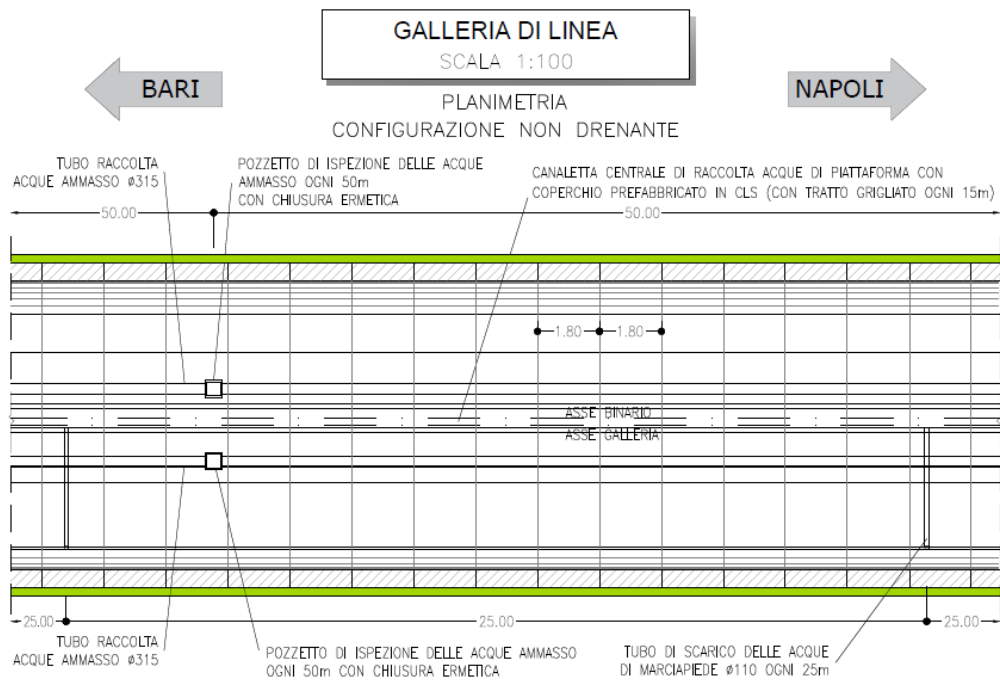 GALLERIA DI LINEA
SCALA 1:100
BARI
NAPOLI
PLANIMETRIA
CONFIGURAZIONE NON DRENANTE
TUBO RACCOLTA
ACQUE AMMASSO ø315
POZZETTO DI ISPEZIONE DELLE ACQUE
AMMASSO OGNI 50m
CON CHIUSURA ERMETICA
CANALETTA CENTRALE DI RACCOLTA ACQUE DI PIATTAFORMA CON
COPERCHIO PREFABBRICATO IN CLS (CON TRATTO GRIGLIATO OGNI 15m)
50.00
50.00
1.80
1.80
ASSE BINARIO
ASSE GALLERIA
25.00
25.00
25.00
TUBO RACCOLTA
ACQUE AMMASSO ø315
POZZETTO DI ISPEZIONE DELLE ACQUE AMMASSO
OGNI 50m CON CHIUSURA ERMETICA
TUBO DI SCARICO DELLE ACQUE
DI MARCIAPIEDE ø110 OGNI 25m